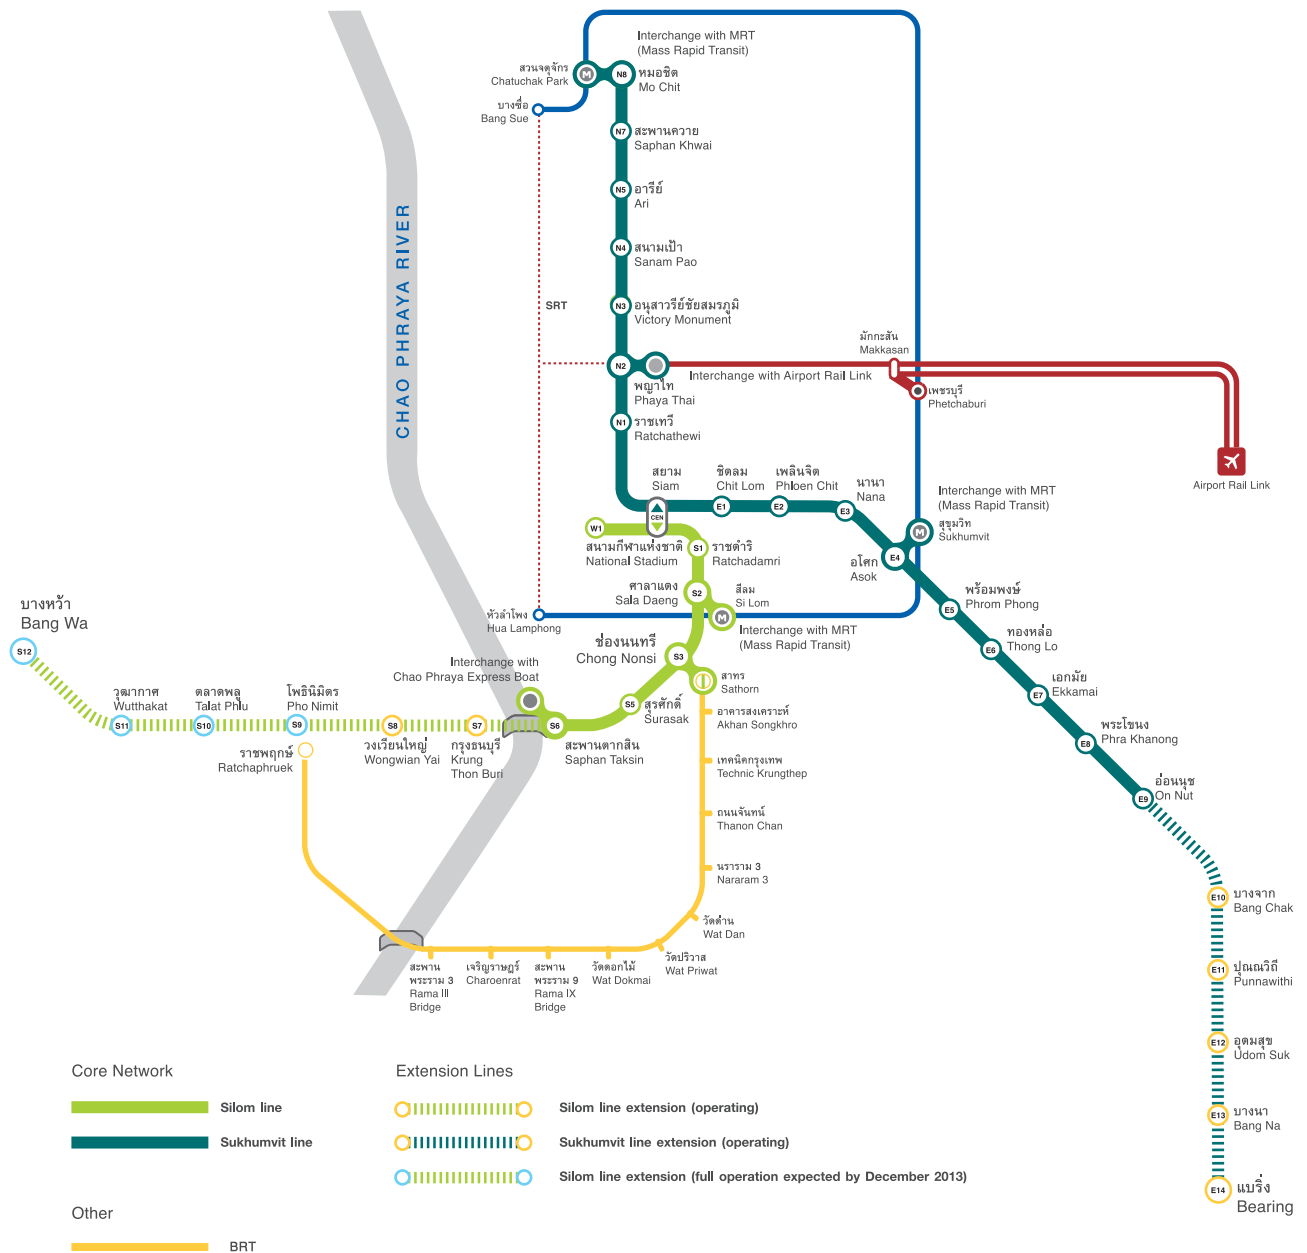 Interchange with MRT
(Mass Rapid Transit)
สวนจตุจักร
Chatuchak Park
M
N8
หมอชิต
Mo Chit
บางซื่อ
Bang Sue
N7
สะพานควาย
Saphan Khwai
N5
อารีย์
Ari
CHAO PHRAYA RIVER
N4
สนามเป้า
Sanam Pao
SRT
N3
อนุสาวรีย์ชัยสมรภูมิ
Victory Monument
มักกะสัน
Makkasan
N2
Interchange with Airport Rail Link
พญาไท
Phaya Thai
เพชรบุรี
Phetchaburi
N1
ราชเทวี
Ratchathewi
สยาม
Siam
ชิดลม
Chit Lom
เพลินจิต
Phloen Chit
นานา
Nana
Airport Rail Link
Interchange with MRT
(Mass Rapid Transit)
CEN
E1
E2
E3
W1
สนามกีฬาแห่งชาติ
National Stadium
S1
ราชดำริ
Ratchadamri
M
สุขุมวิท
Sukhumvit
E4
อโศก
Asok
ศาลาแดง
Sala Daeng
S2
สีลม
Si Lom
M
Interchange with MRT
(Mass Rapid Transit)
E5
พร้อมพงษ์
Phrom Phong
หัวลำโพง
Hua Lamphong
บางหว้า
Bang Wa
S12
ช่องนนทรี
Chong Nonsi
S3
E6
ทองหล่อ
Thong Lo
Interchange with
Chao Phraya Express Boat
สาทร
Sathorn
E7
เอกมัย
Ekkamai
วุฒากาศ
Wutthakat
ตลาดพลู
Talat Phlu
โพธินิมิตร
Pho Nimit
S5
สุรศักดิ์
Surasak
อาคารสงเคราะห์
Akhan Songkhro
S11
S10
S9
S8
S7
S6
วงเวียนใหญ่
Wongwian Yai
กรุงธนบุรี
Krung
Thon Buri
สะพานตากสิน
Saphan Taksin
E8
พระโขนง
Phra Khanong
ราชพฤกษ์
Ratchaphruek
เทคนิคกรุงเทพ
Technic Krungthep
E9
อ่อนนุช
On Nut
ถนนจันทน์
Thanon Chan
นราราม 3
Nararam 3
E10
บางจาก
Bang Chak
วัดด่าน
Wat Dan
วัดปริวาส
Wat Priwat
สะพาน
พระราม 3
Rama III
Bridge
เจริญราษฎร์
Charoenrat
สะพาน
พระราม 9
Rama IX
Bridge
วัดดอกไม้
Wat Dokmai
E11
ปุณณวิถี
Punnawithi
E12
อุดมสุข
Udom Suk
E13
บางนา
Bang Na
E14
แบริ่ง
Bearing
Core Network
Silom line
Sukhumvit line
Other
BRT
Extension Lines
Silom line extension (operating)
Sukhumvit line extension (operating)
Silom line extension (full operation expected by December 2013)